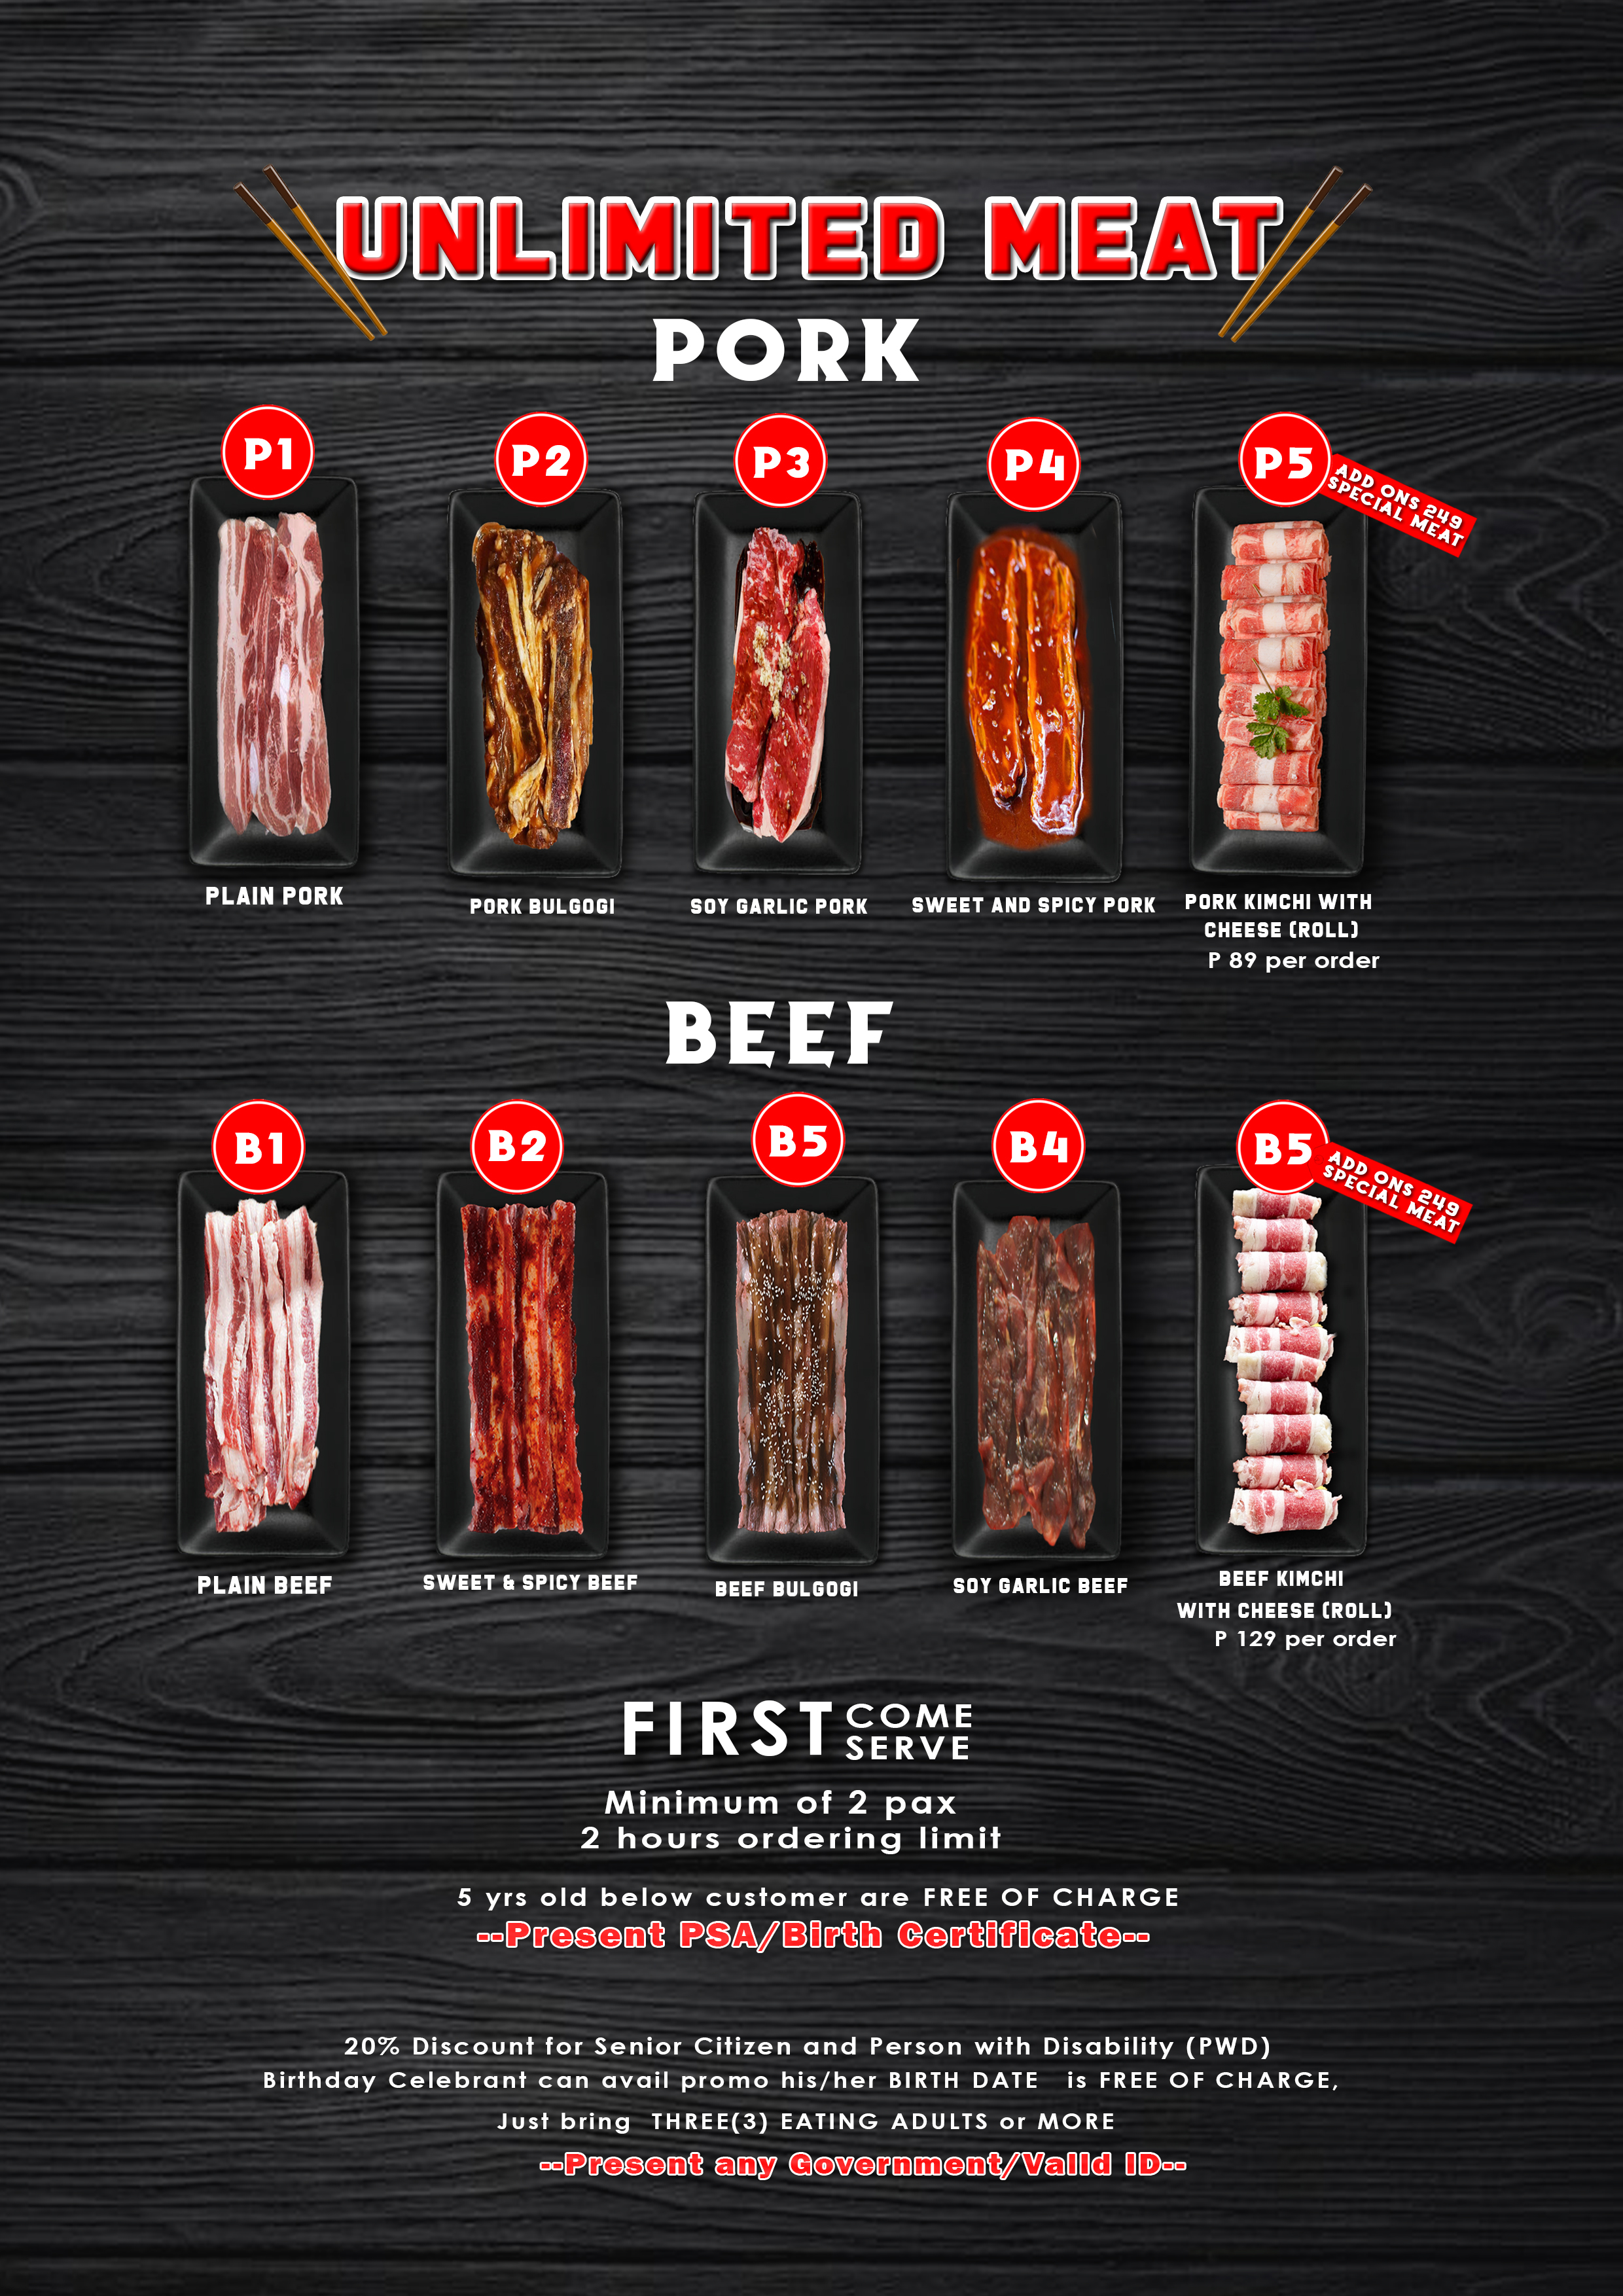 UNLIMITED MEAT
PORK
P1
P2
P3
P4
P5
ADD ONS 249
SPECIAL MEAT
PLAIN PORK
PORK BULGOGI
SOY GARLIC PORK
SWEET AND SPICY PORK
PORK KIMCHI WITH
CHEESE (ROLL)
P 89 per order
BEEF
B1
B2
B5
B4
B5
ADD ONS 249
SPECIAL MEAT
PLAIN BEEF
SWEET & SPICY BEEF
BEEF BULGOGI
SOY GARLIC BEEF
BEEF KIMCHI
WITH CHEESE (ROLL)
P 129 per order
FIRST COME
SERVE
Minimum of 2 pax
2 hours ordering limit
5 yrs old below customer are FREE OF CHARGE
--Present PSA/Birth Certificate--
20% Discount for Senior Citizen and Person with Disability (PWD)
Birthday Celebrant can avail promo his/her BIRTH DATE is FREE OF CHARGE,
Just bring THREE(3) EATING ADULTS or MORE
--Present any Government/Valid ID--